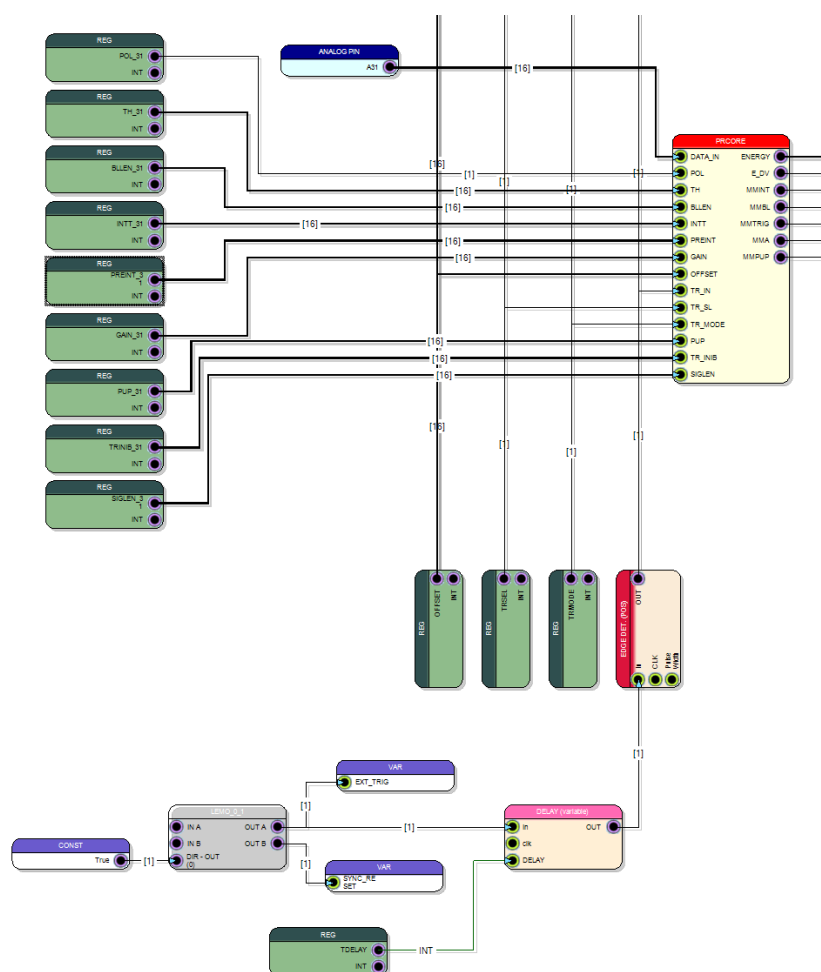 REG
POL_31
INT
REG
TH_31
INT
REG
BLLEN_31
INT
REG
INTT_31
INT
REG
PREINT_3
1
INT
REG
GAIN_31
INT
REG
PUP_31
INT
REG
TRINIB_31
INT
REG
SIGLEN_3
1
INT
ANALOG PIN
A31
[16]
[16]
[1]
[1]
[1]
[1]
[16]
[16]
[16]
[16]
[16]
[16]
[16]
[16]
PRCORE
DATA_IN ENERGY
POL E_DV
TH MMINT
BLLEN MMBL
INTT MMTRIG
PREINT MMA
GAIN MMPUP
OFFSET
TR_IN
TR_SL
TR_MODE
PUP
TR_INIB
SIGLEN
[16]
[1]
[1]
[1]
REG
OFFSET
INT
REG
TRSEL
INT
REG
TRMODE
INT
EDGE DET. (POS)
OUT
In
CLK
Pulse
Width
[1]
VAR
EXT_TRIG
[1]
LEMO_0_1
IN A OUT A
IN B OUT B
DIR - OUT
(0)
CONST
True
[1]
[1]
[1]
VAR
SYNC_RE
SET
DELAY (variable)
In OUT
clk
DELAY
REG
TDELAY
INT
INT